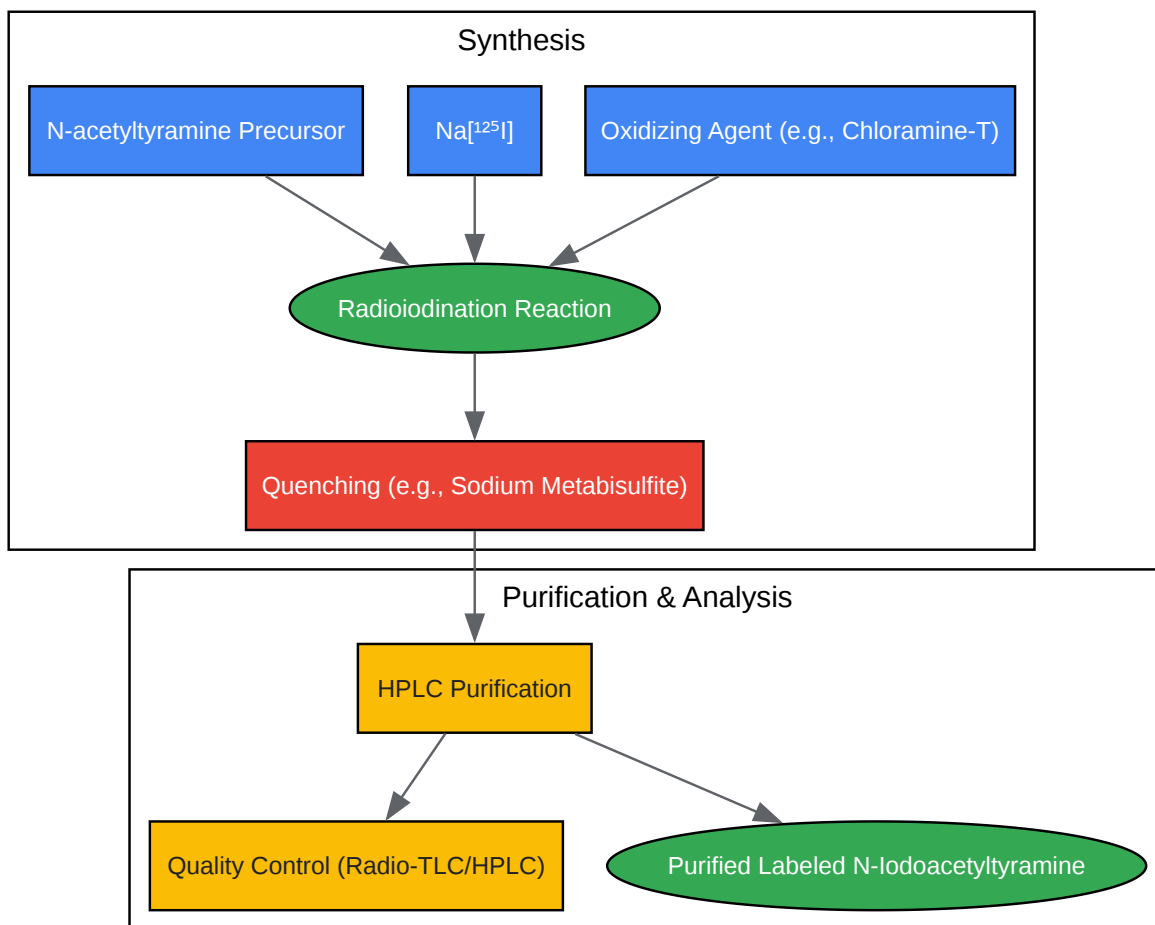 Synthesis
N-acetyltyramine Precursor
Na[¹²⁵I]
Oxidizing Agent (e.g., Chloramine-T)
Radioiodination Reaction
Quenching (e.g., Sodium Metabisulfite)
Purification & Analysis
HPLC Purification
Quality Control (Radio-TLC/HPLC)
Purified Labeled N-Iodoacetyltyramine